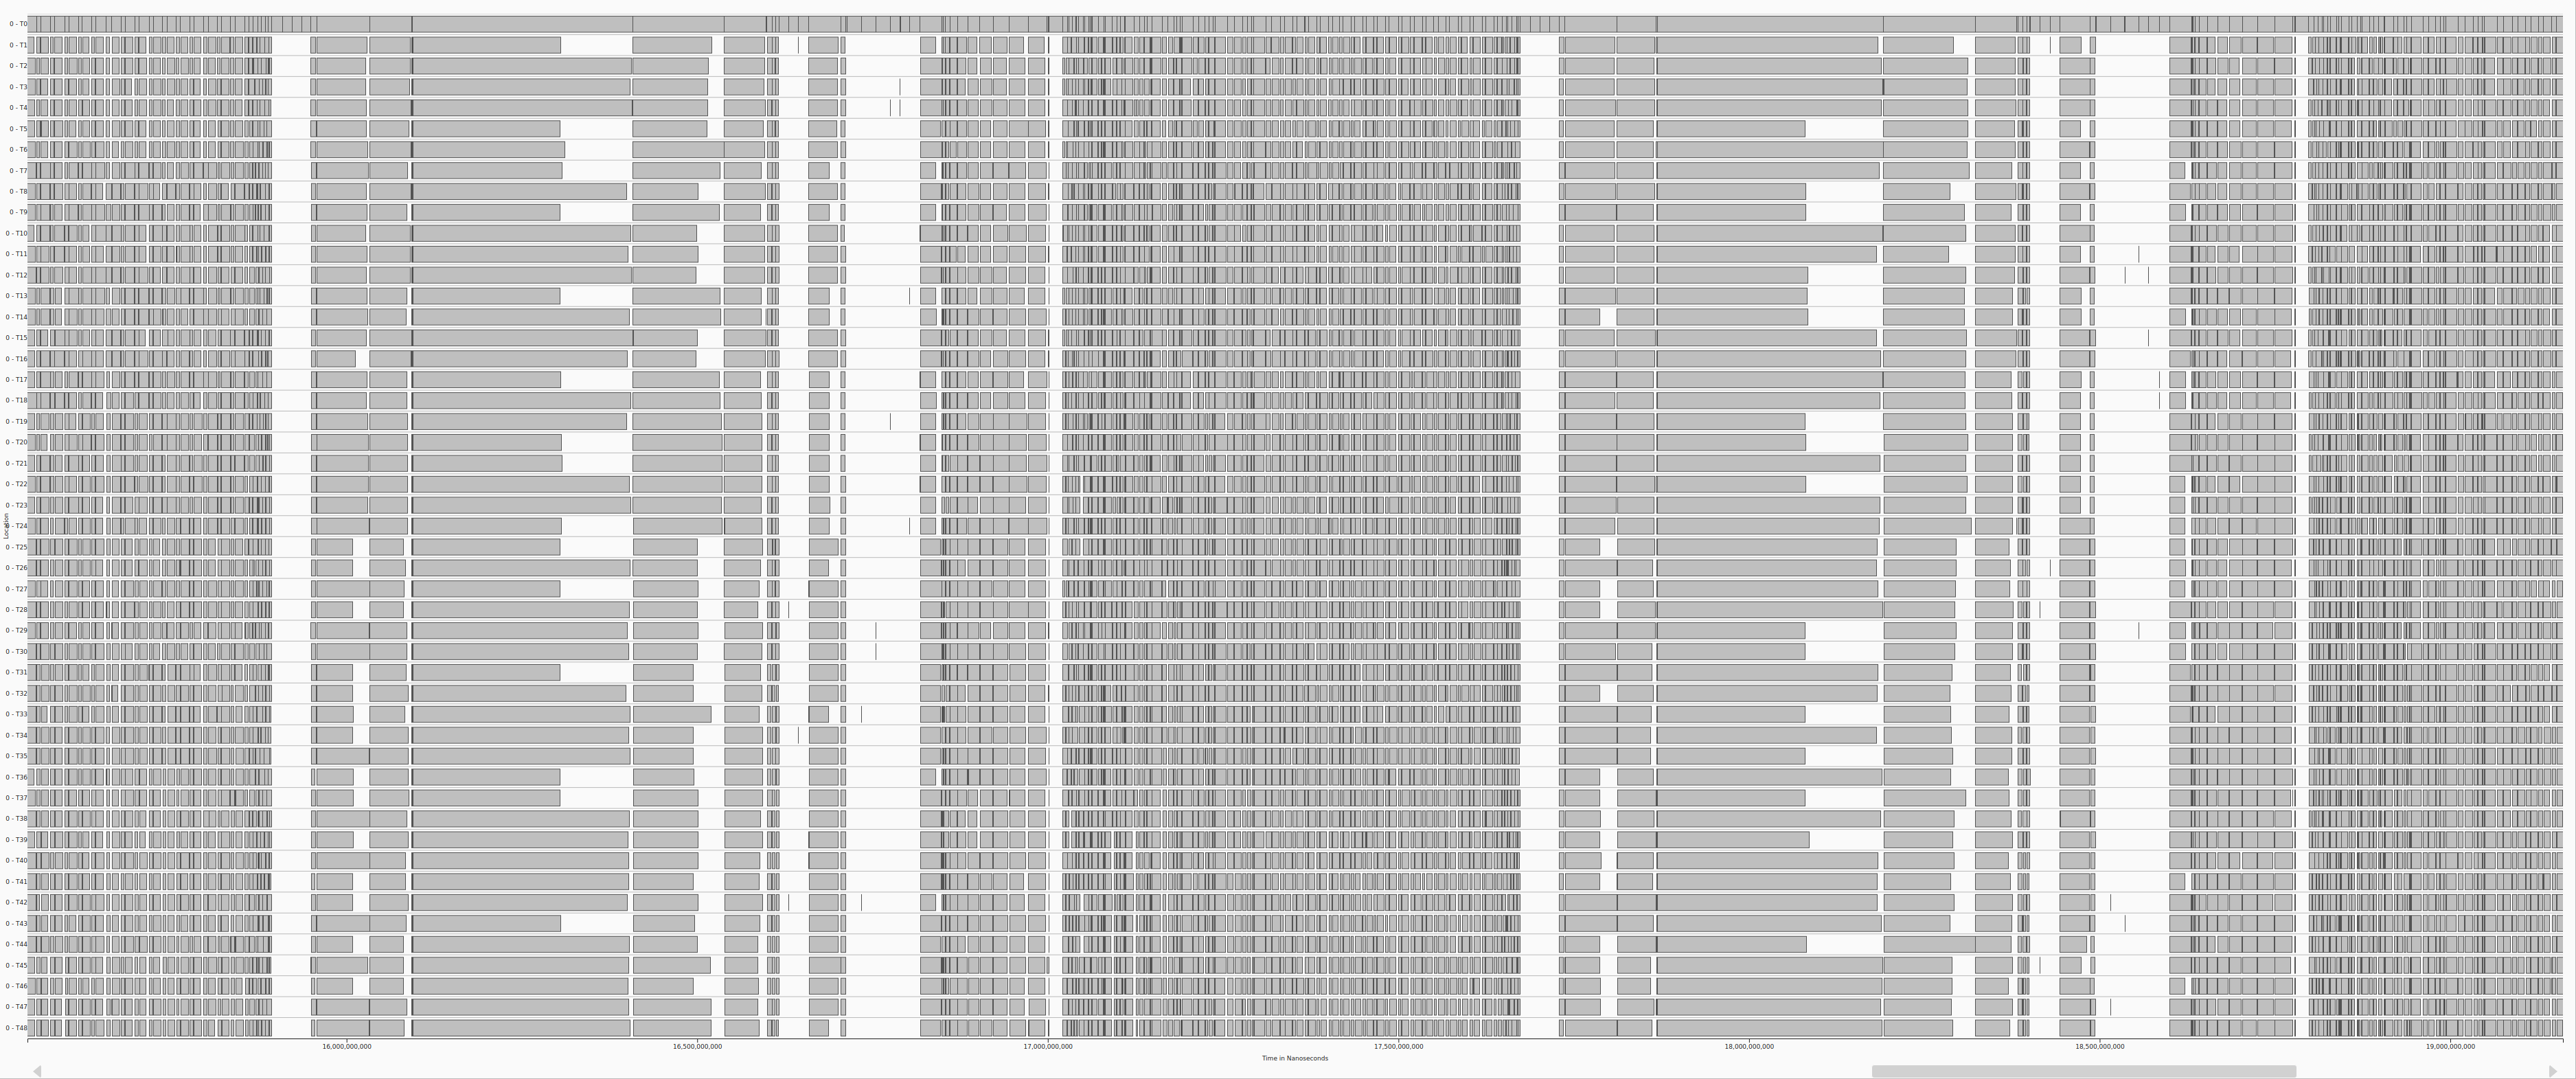 0 - T0
0 - T1
0 - T2
0 - T3
0 - T4
0 - T5
0 - T6
0 - T7
0 - T8
0 - T9
0 - T10
0 - T11
0 - T12
0 - T13
0 - T14
0 - T15
0 - T16
0 - T17
0 - T18
0 - T19
0 - T20
0 - T21
0 - T22
0 - T23
Location
0 - T24
0 - T25
0 - T26
0 - T27
0 - T28
0 - T29
0 - T30
0 - T31
0 - T32
0 - T33
0 - T34
0 - T35
0 - T36
0 - T37
0 - T38
0 - T39
0 - T40
0 - T41
0 - T42
0 - T43
0 - T44
0 - T45
0 - T46
0 - T47
0 - T48
16,000,000,000 16,500,000,000 17,000,000,000 17,500,000,000 18,000,000,000 18,500,000,000 19,000,000,000
Time in Nanoseconds